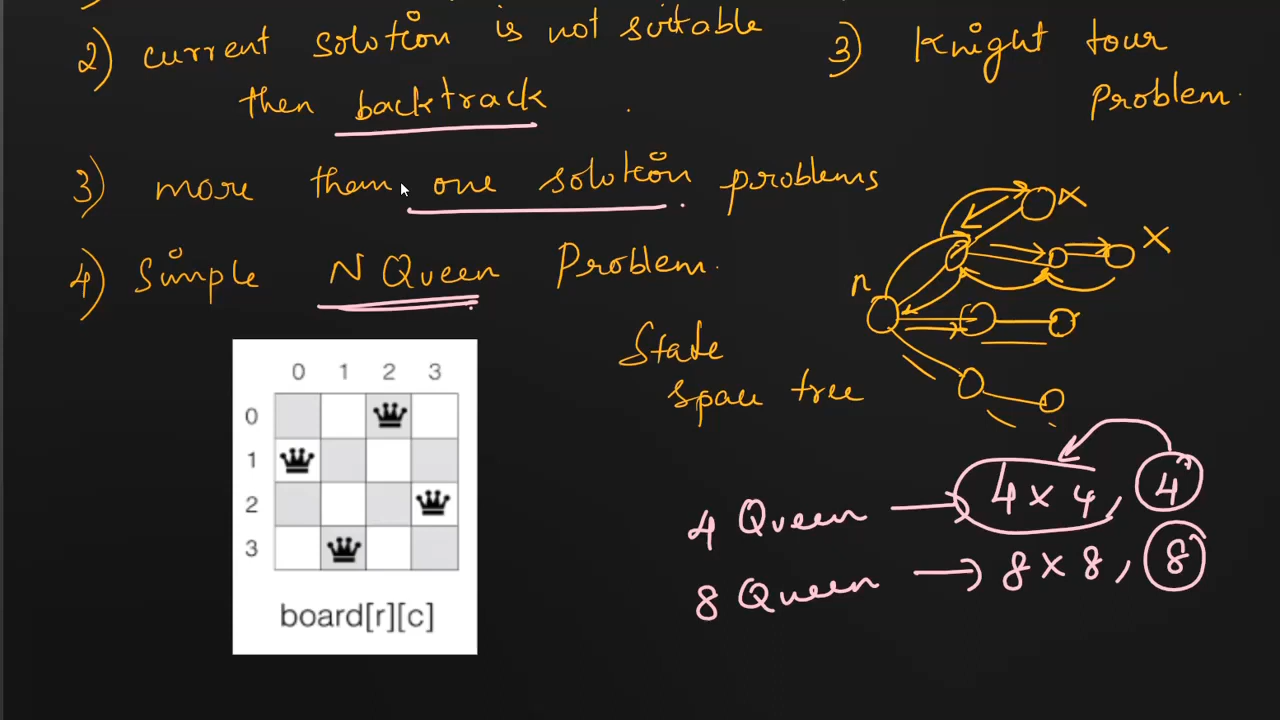 2) current solution is not suitable
then backtrack .
3) more then one solution problems
4) Simple N Queen Problem.
3) Knight tour
Problem.
n
x
x
State
space tree
0 1 2 3
0
1
2
3
board[r][c]
4 Queen → 4 x 4, 4
8 Queen → 8 x 8, 8